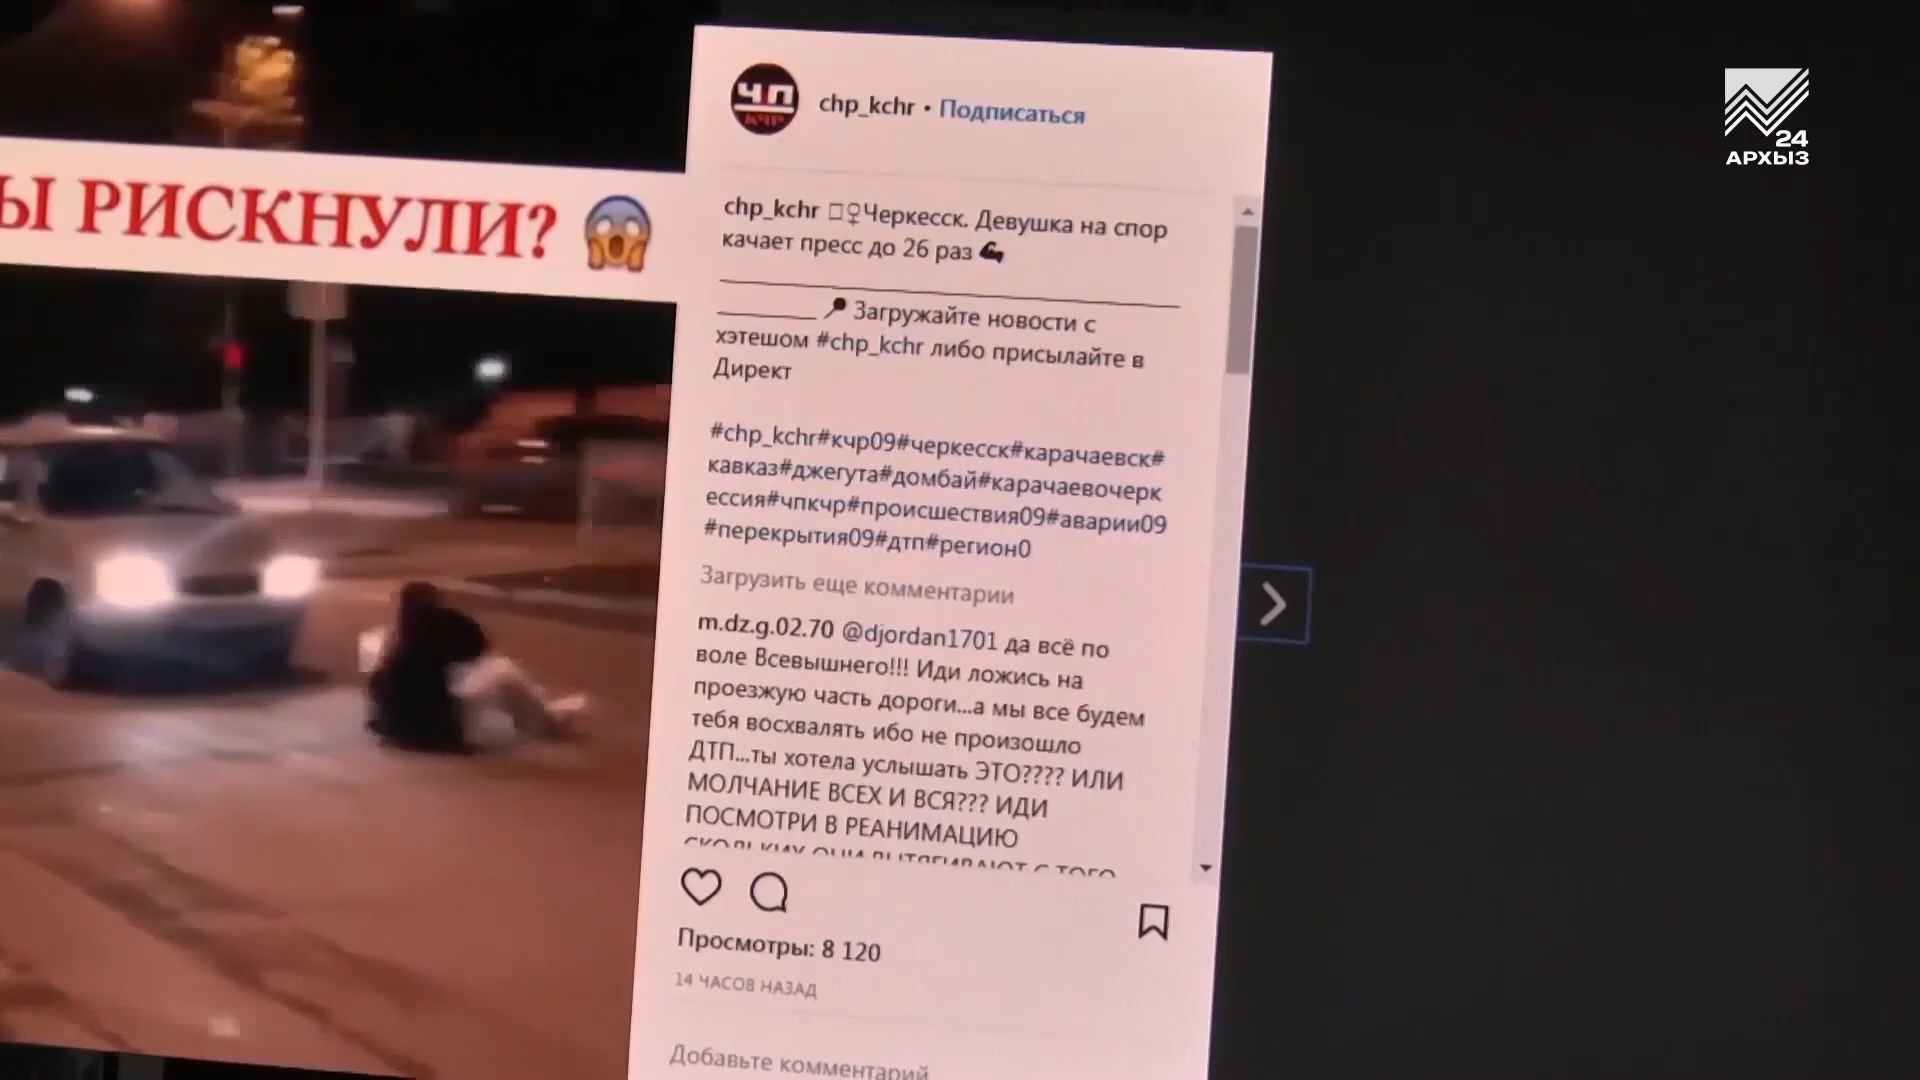 24
АРХЫЗ
Ы РИСКНУЛИ?
ЧП
КЧР
chp_kchr • Подписаться
chp_kchr ♀Черкесск. Девушка на спор
качает пресс до 26 раз
Загружайте новости с
хэтешом #chp_kchr либо присылайте в
Директ
#chp_kchr#кчр09#черкесск#карачаевск#
кавказ#джегута#домбай#карачаевочерк
ессия#чпкчр#происшествия09#аварии09
#перекрытия09#дтп#регион0
Загрузить еще комментарии
m.dz.g.02.70 @djordan1701 да всё по
воле Всевышнего!!! Иди ложись на
проезжую часть дороги...а мы все будем
тебя восхвалять ибо не произошло
ДТП...ты хотела услышать ЭТО???? ИЛИ
МОЛЧАНИЕ ВСЕХ И ВСЯ??? ИДИ
ПОСМОТРИ В РЕАНИМАЦИЮ
СКОЛЬКИХ ОНИ ВЫТЯГИВАЮТ С ТОГО
Просмотры: 8 120
14 ЧАСОВ НАЗАД
Добавьте комментарий